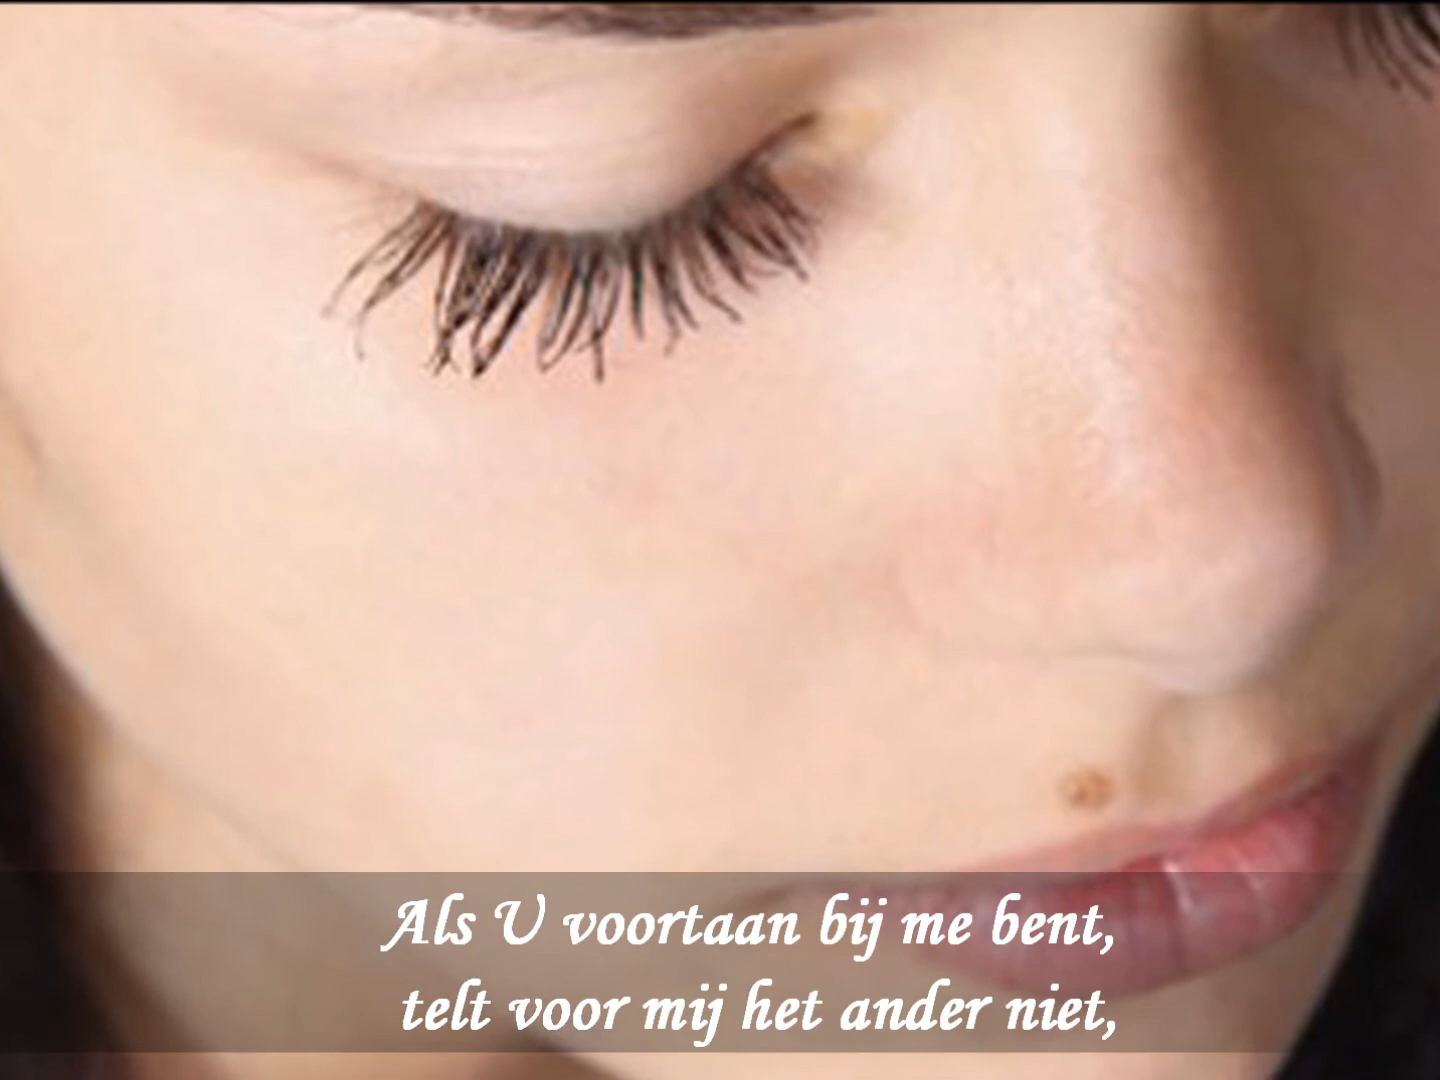 Als U voortaan bij me bent,
telt voor mij het ander niet,